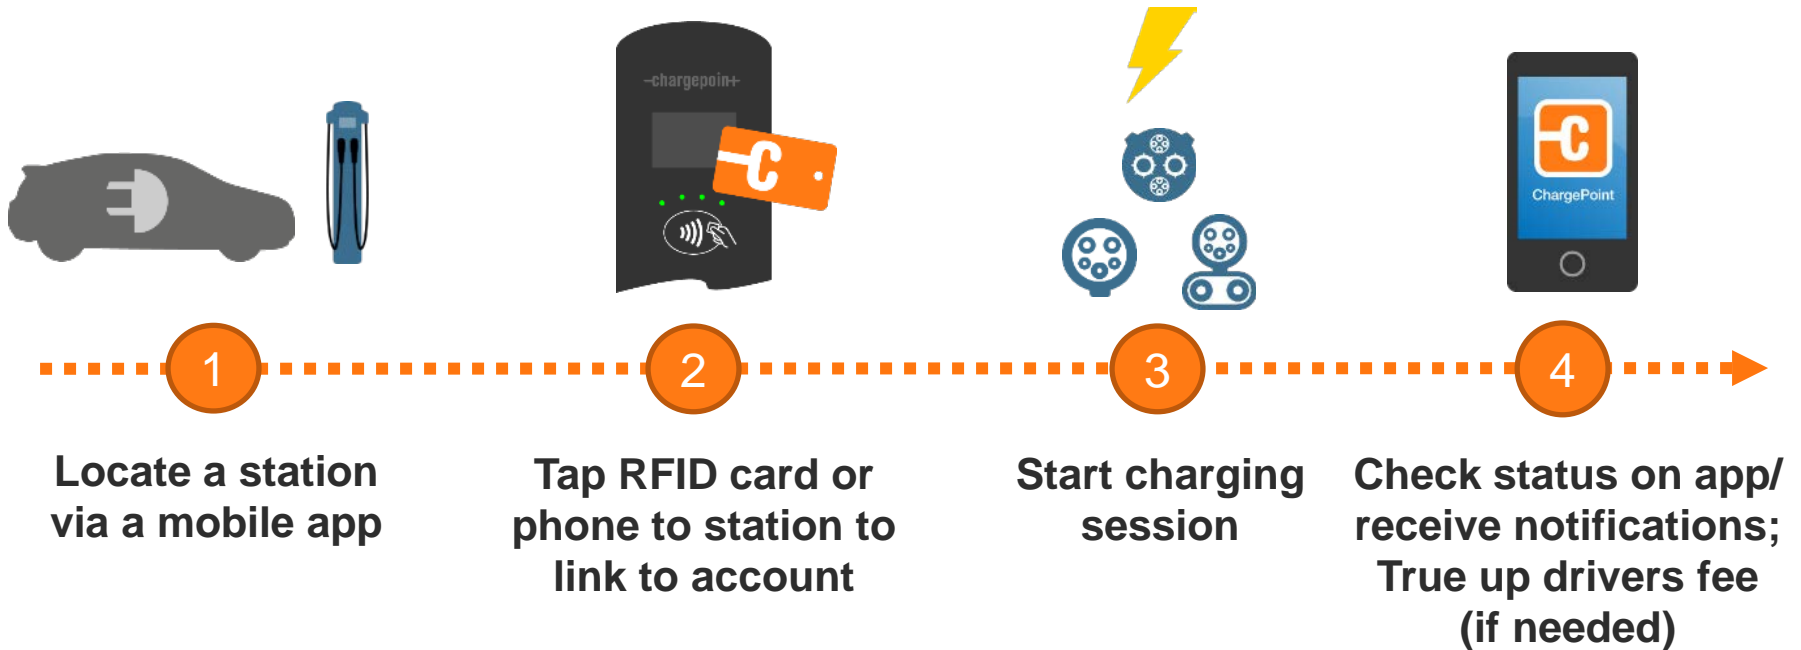 chargepoin+
C
C
ChargePoint
1
2
3
4
Locate a station
via a mobile app
Tap RFID card or
phone to station to
link to account
Start charging
session
Check status on app/
receive notifications;
True up drivers fee
(if needed)